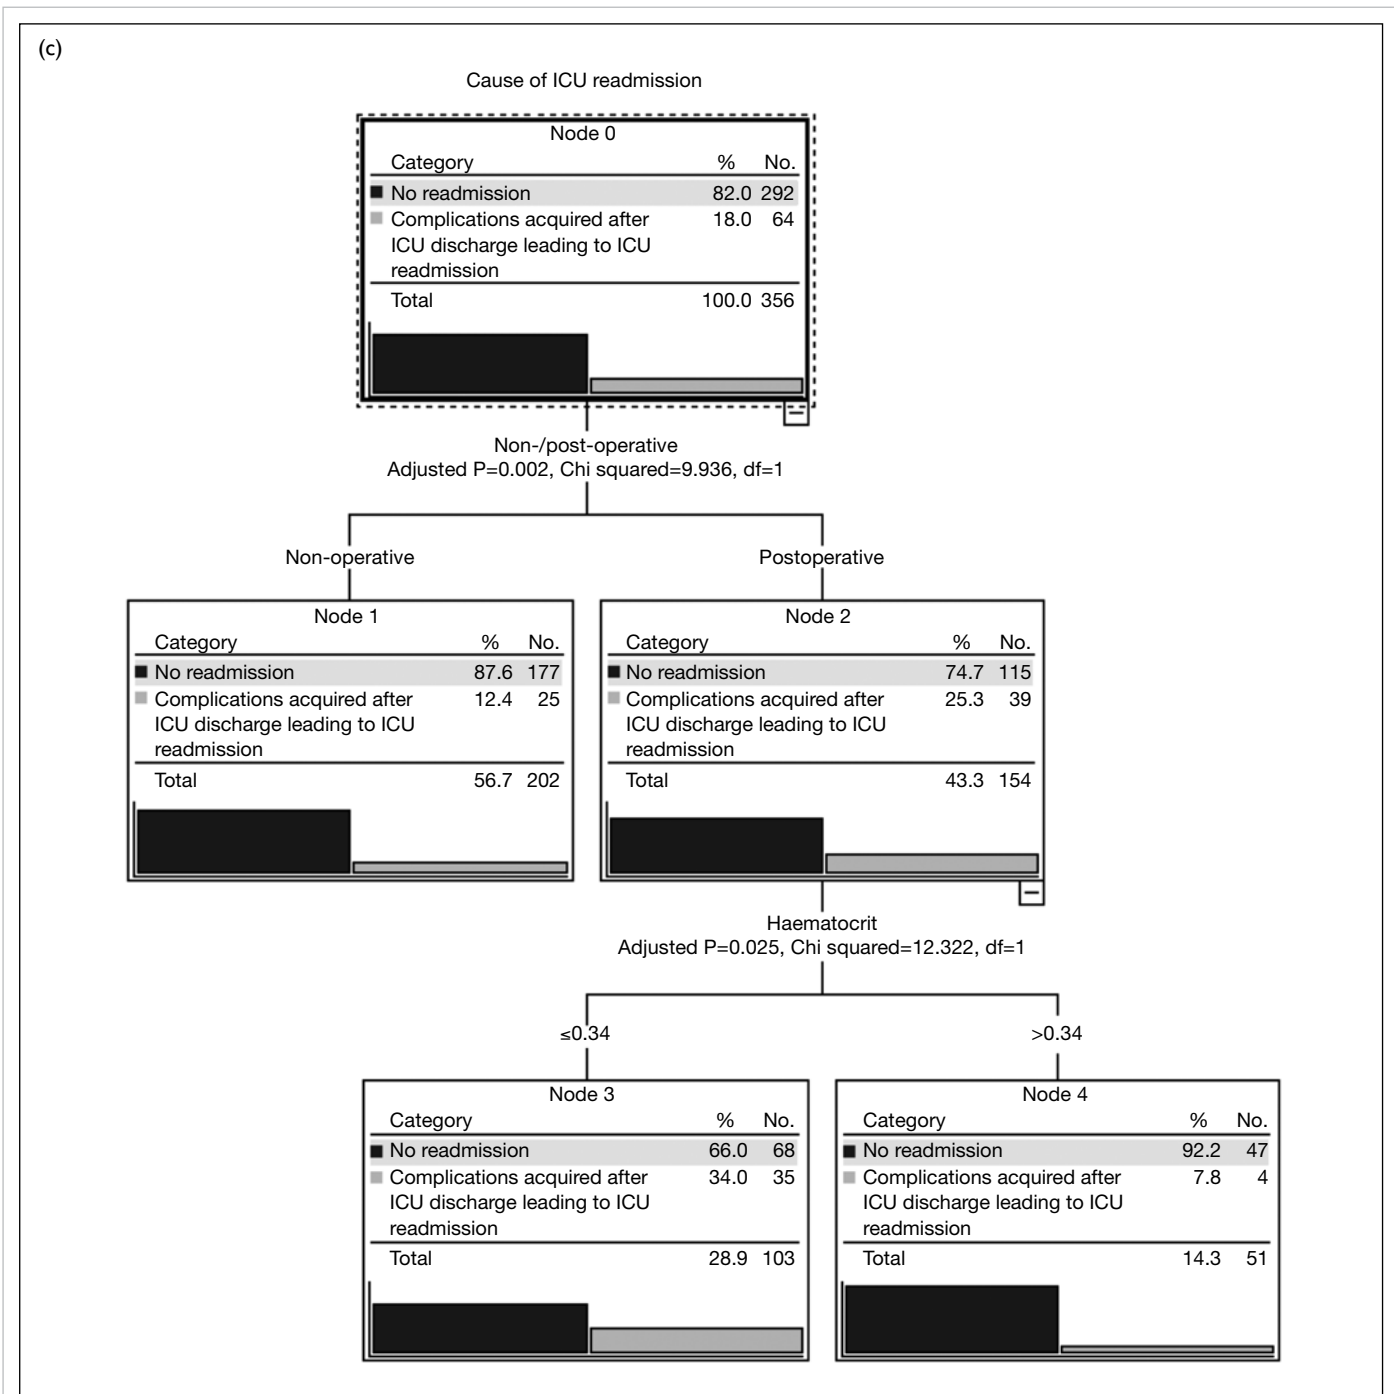 (c)
Cause of ICU readmission
Node 0
Category % No.
No readmission 82.0 292
Complications acquired after 18.0 64
ICU discharge leading to ICU
readmission
Total 100.0 356
Non-/post-operative
Adjusted P=0.002, Chi squared=9.936, df=1
Non-operative
Postoperative
Node 1
Category % No.
No readmission 87.6 177
Complications acquired after 12.4 25
ICU discharge leading to ICU
readmission
Total 56.7 202
Node 2
Category % No.
No readmission 74.7 115
Complications acquired after 25.3 39
ICU discharge leading to ICU
readmission
Total 43.3 154
Haematocrit
Adjusted P=0.025, Chi squared=12.322, df=1
≤0.34
>0.34
Node 3
Category % No.
No readmission 66.0 68
Complications acquired after 34.0 35
ICU discharge leading to ICU
readmission
Total 28.9 103
Node 4
Category % No.
No readmission 92.2 47
Complications acquired after 7.8 4
ICU discharge leading to ICU
readmission
Total 14.3 51